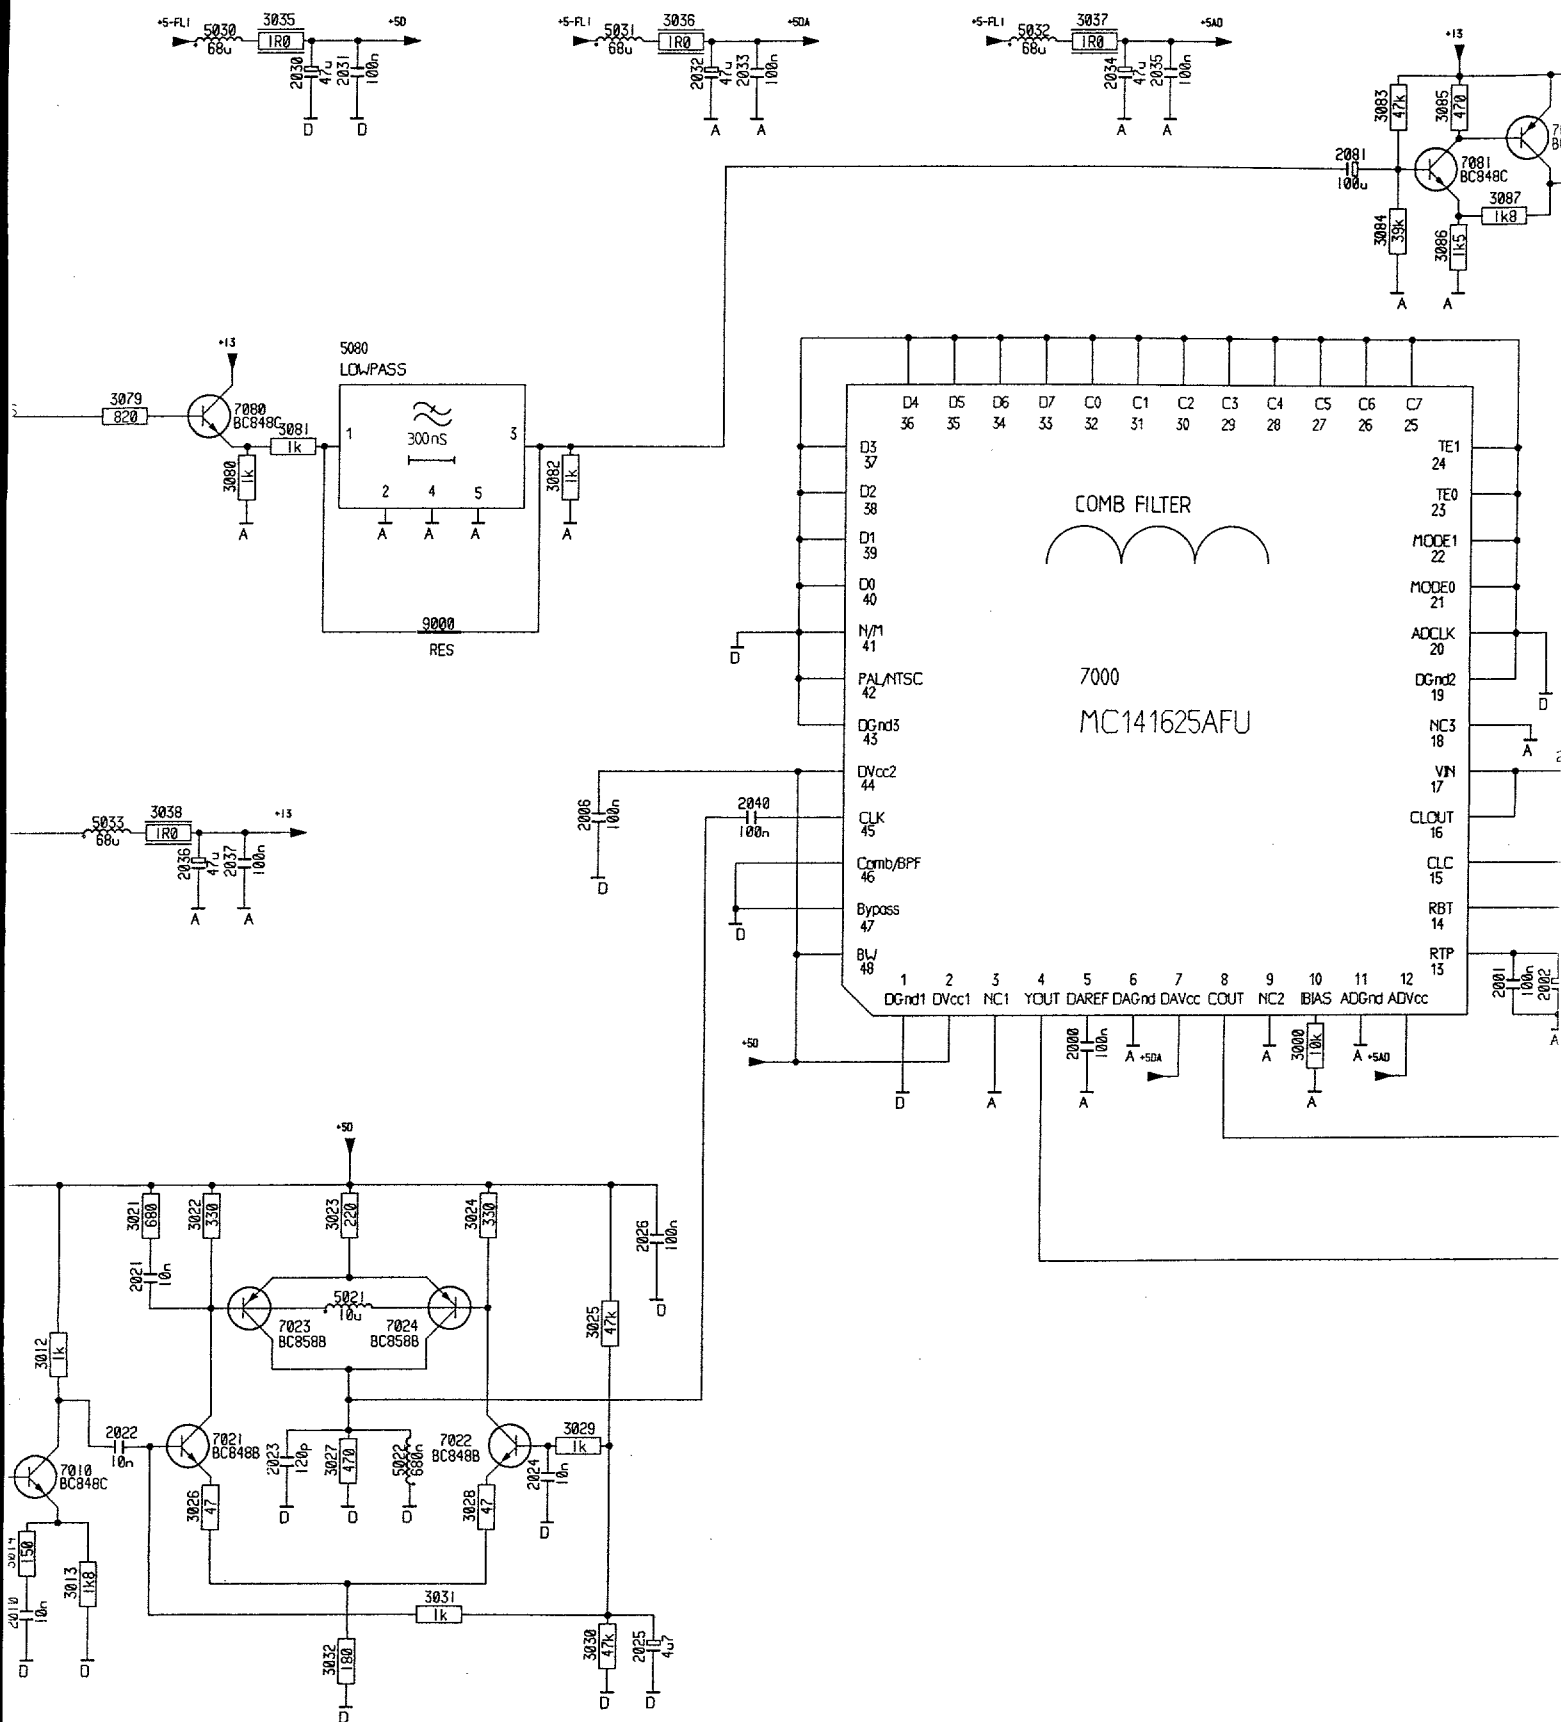 +5-FLI 5030 68u 3035 1R0 +5D
2030 47u 2031 100n
D D
+5-FLI 5031 68u 3036 1R0 +5DA
2032 47u 2033 100n
A A
+5-FLI 5032 68u 3037 1R0 +5AD
2034 47u 2035 100n
A A
+13
3083 47k
3085 470
2081 100u
7081
BC848C
3087
1k8
3084 39k
3086 1k5
A A
+13
5080
LOWPASS
3079
820
7080
BC848C
3081
1k
1 300nS 3
3080 1k
2 4 5
3082 1k
A A A A A
9000
RES
D4 D5 D6 D7 C0 C1 C2 C3 C4 C5 C6 C7
36 35 34 33 32 31 30 29 28 27 26 25
D3
37
D2
38
D1
39
D0
40
N/M
41
PAL/NTSC
42
DGnd3
43
DVcc2
44
CLK
45
Comb/BPF
46
Bypass
47
BW
48
COMB FILTER
7000
MC141625AFU
TE1
24
TE0
23
MODE1
22
MODE0
21
ADCLK
20
DGnd2
19
NC3
18
VIN
17
CLOUT
16
CLC
15
RBT
14
RTP
13
D
D
A
1 2 3 4 5 6 7 8 9 10 11 12
DGnd1 DVcc1 NC1 YOUT DAREF DAGnd DAVcc COUT NC2 IBIAS ADGnd ADVcc
2006 100n
D
2040
100n
D
2001 100n 2002
A
+5D
2000 100n
A +5DA
A
3000 10k
A +5AD
D A A A
5033 68u 3038 1R0 +13
2036 47u 2037 100n
A A
+5D
3021 680
3022 330
3023 220
3024 330
2021 10n
2026 100n
D
5021
10u
7023
BC858B
7024
BC858B
3025 47k
3012 1k
2022
10n
7021
BC848B
7022
BC848B
3029
1k
7010
BC848C
2023 120p
3027 470
5022 680n
2024 10n
3026 47
3028 47
D D D D
150
3013 1k8
2010 10n
3031
1k
3032 180
3030 47k
2025 4u7
D D D D D